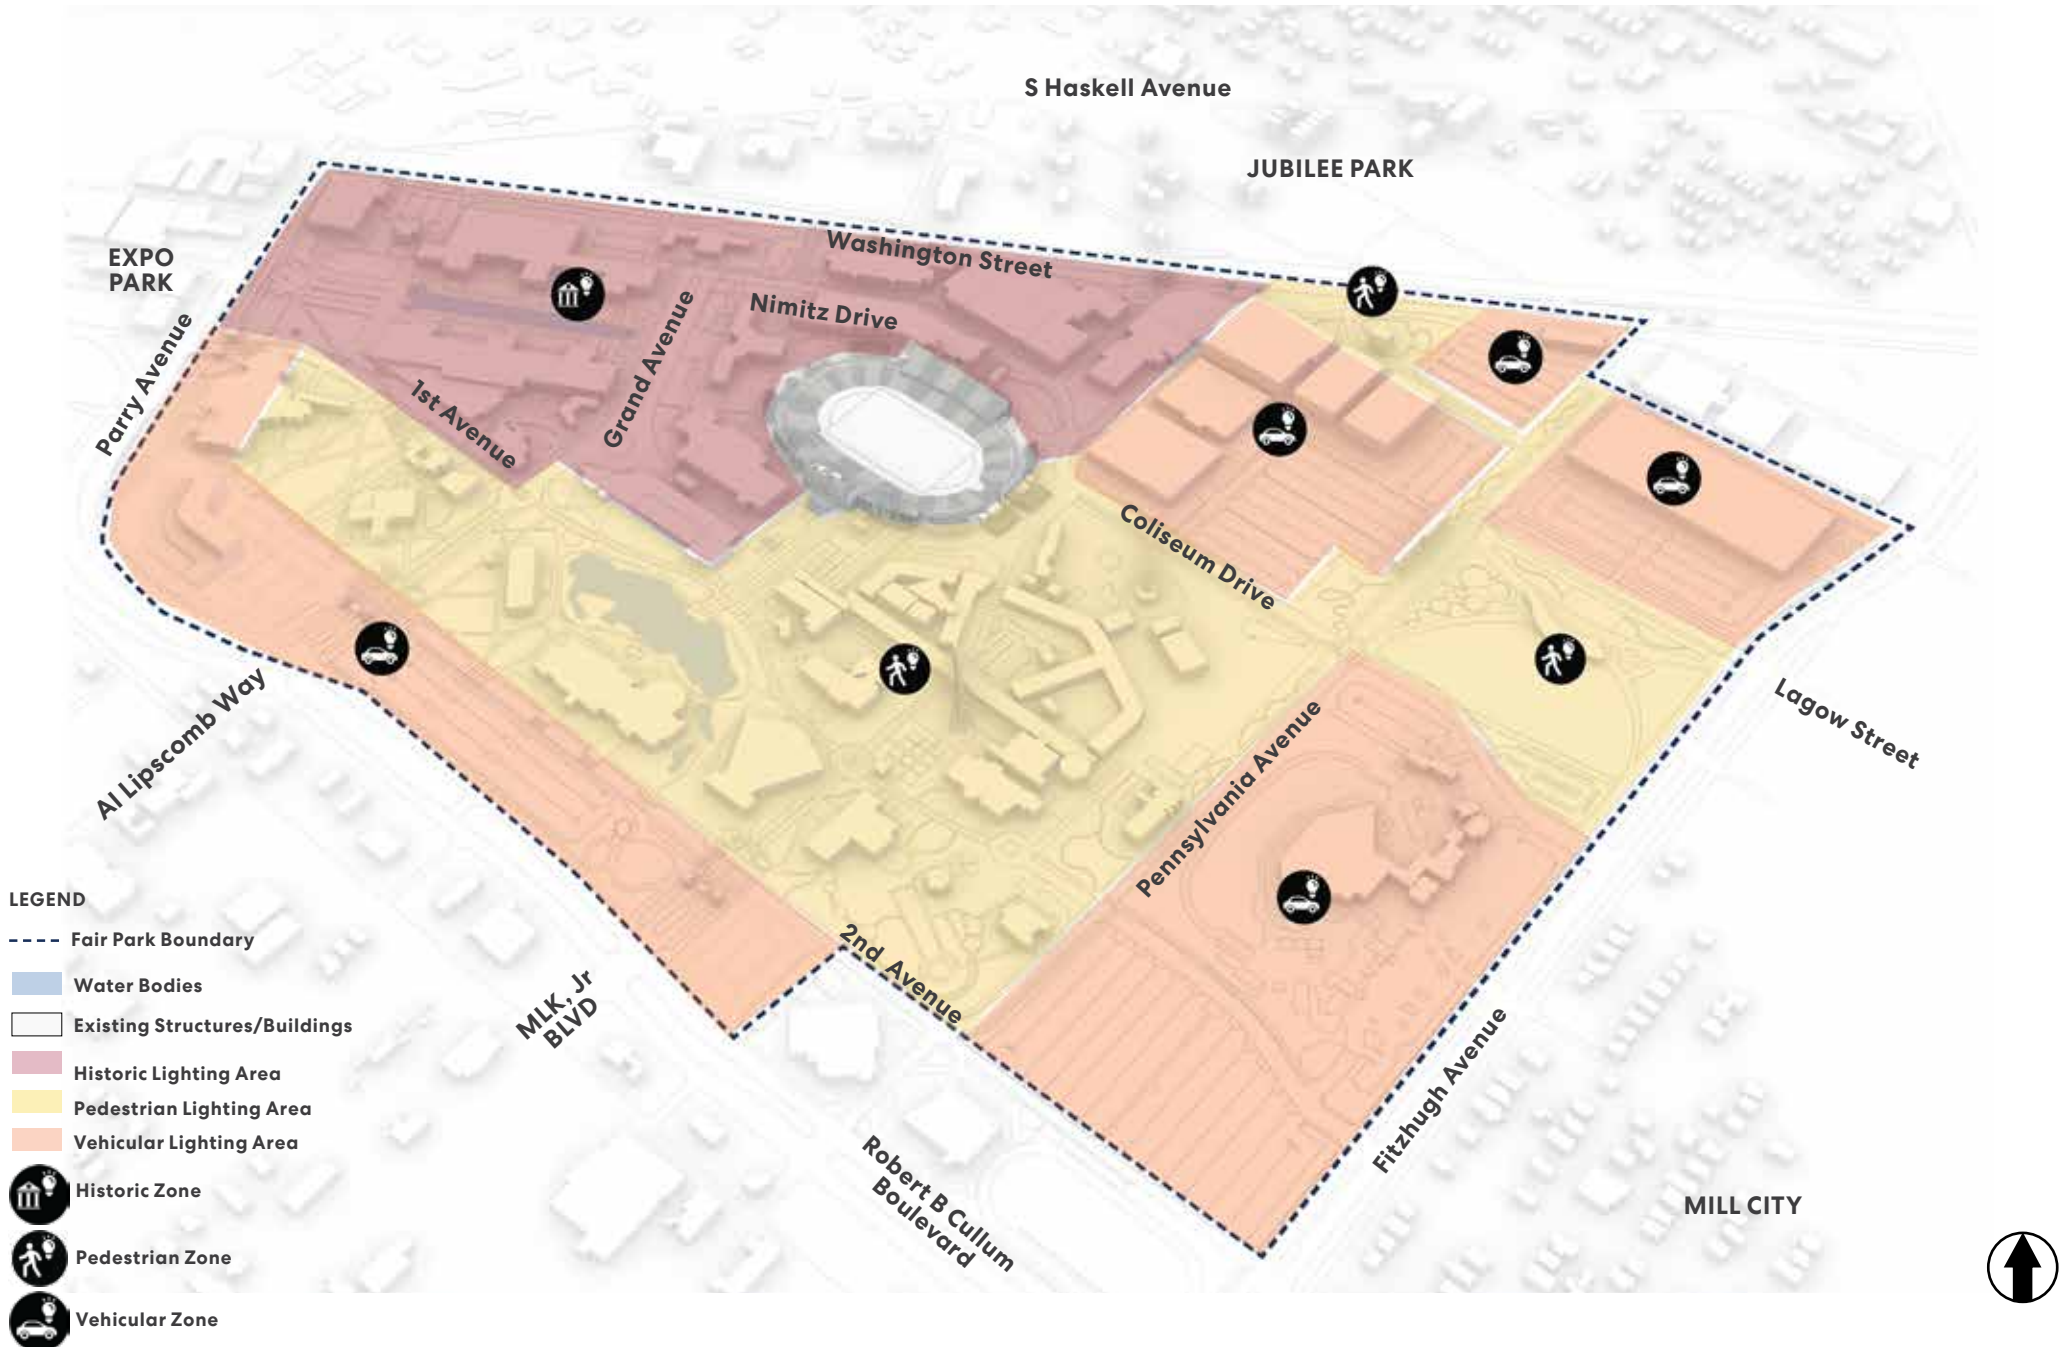 S Haskell Avenue
JUBILEE PARK
EXPO
PARK
Washington Street
Nimitz Drive
Grand Avenue
Parry Avenue
1st Avenue
Coliseum Drive
Lagow Street
Al Lipscomb Way
Pennsylvania Avenue
2nd Avenue
MLK, Jr
BLVD
Fitzhugh Avenue
Robert B Cullum
Boulevard
MILL CITY
LEGEND
Fair Park Boundary
Water Bodies
Existing Structures/Buildings
Historic Lighting Area
Pedestrian Lighting Area
Vehicular Lighting Area
Historic Zone
Pedestrian Zone
Vehicular Zone